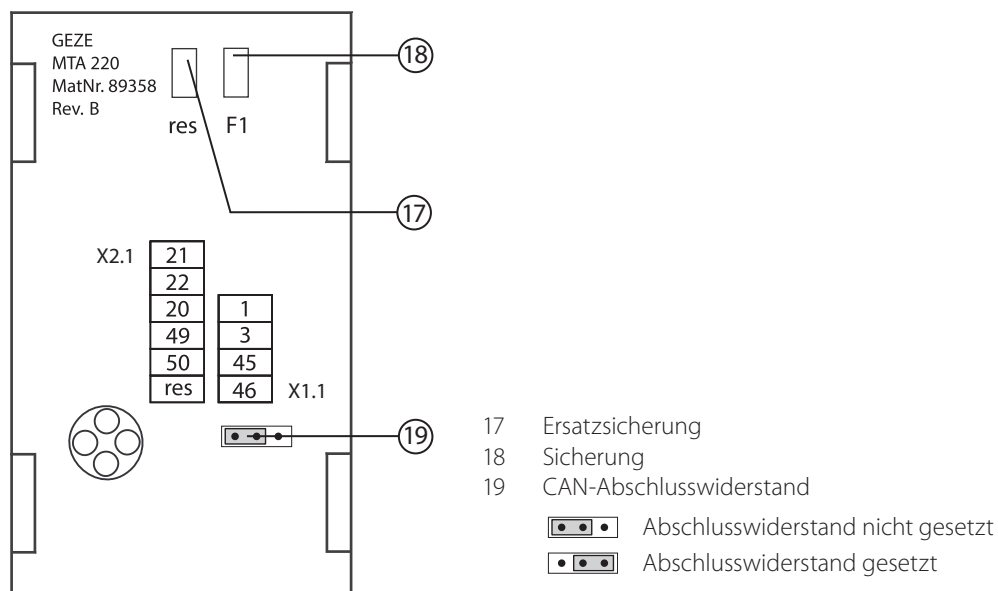 GEZE
MTA 220
MatNr. 89358
Rev. B
res F1
18
17
X2.1
21
22
20
49
50
res
1
3
45
46
X1.1
19
17 Ersatzsicherung
18 Sicherung
19 CAN-Abschlusswiderstand
Abschlusswiderstand nicht gesetzt
Abschlusswiderstand gesetzt